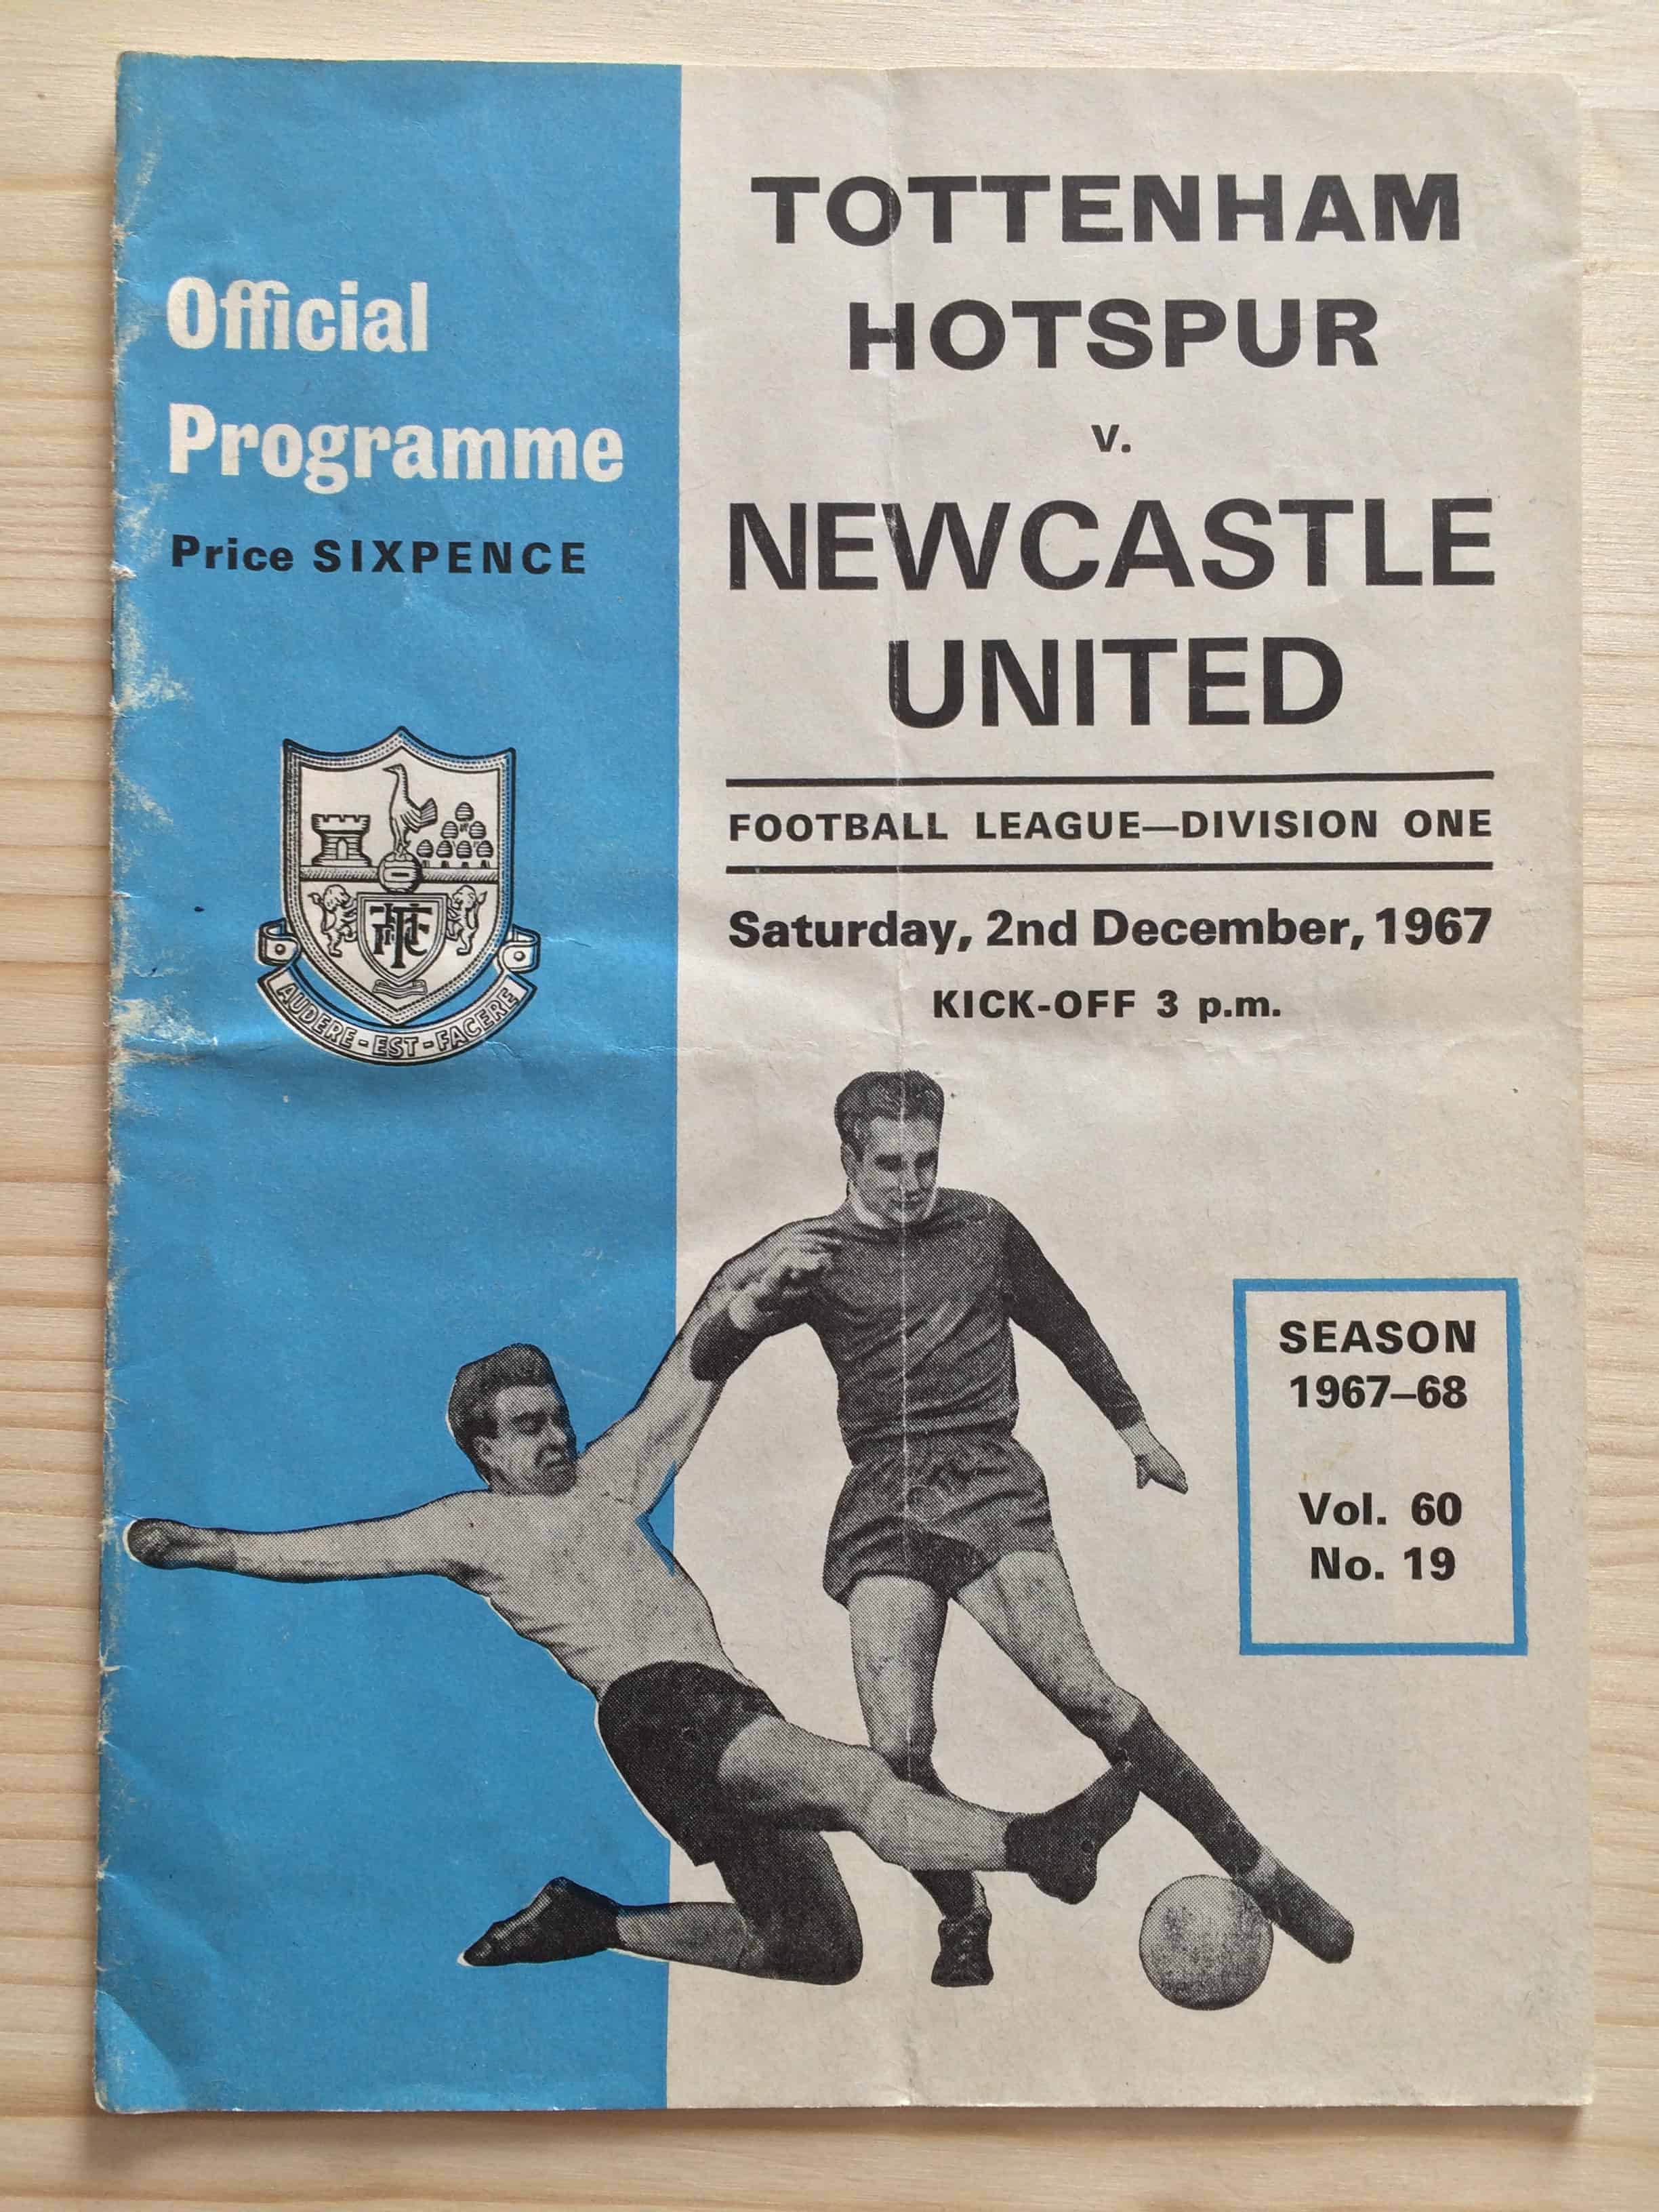 Official
Programme
Price SIXPENCE
THFC
AUDERE - EST - FACERE
TOTTENHAM
HOTSPUR
v.
NEWCASTLE
UNITED
FOOTBALL LEAGUE—DIVISION ONE
Saturday, 2nd December, 1967
KICK-OFF 3 p.m.
SEASON
1967–68
Vol. 60
No. 19